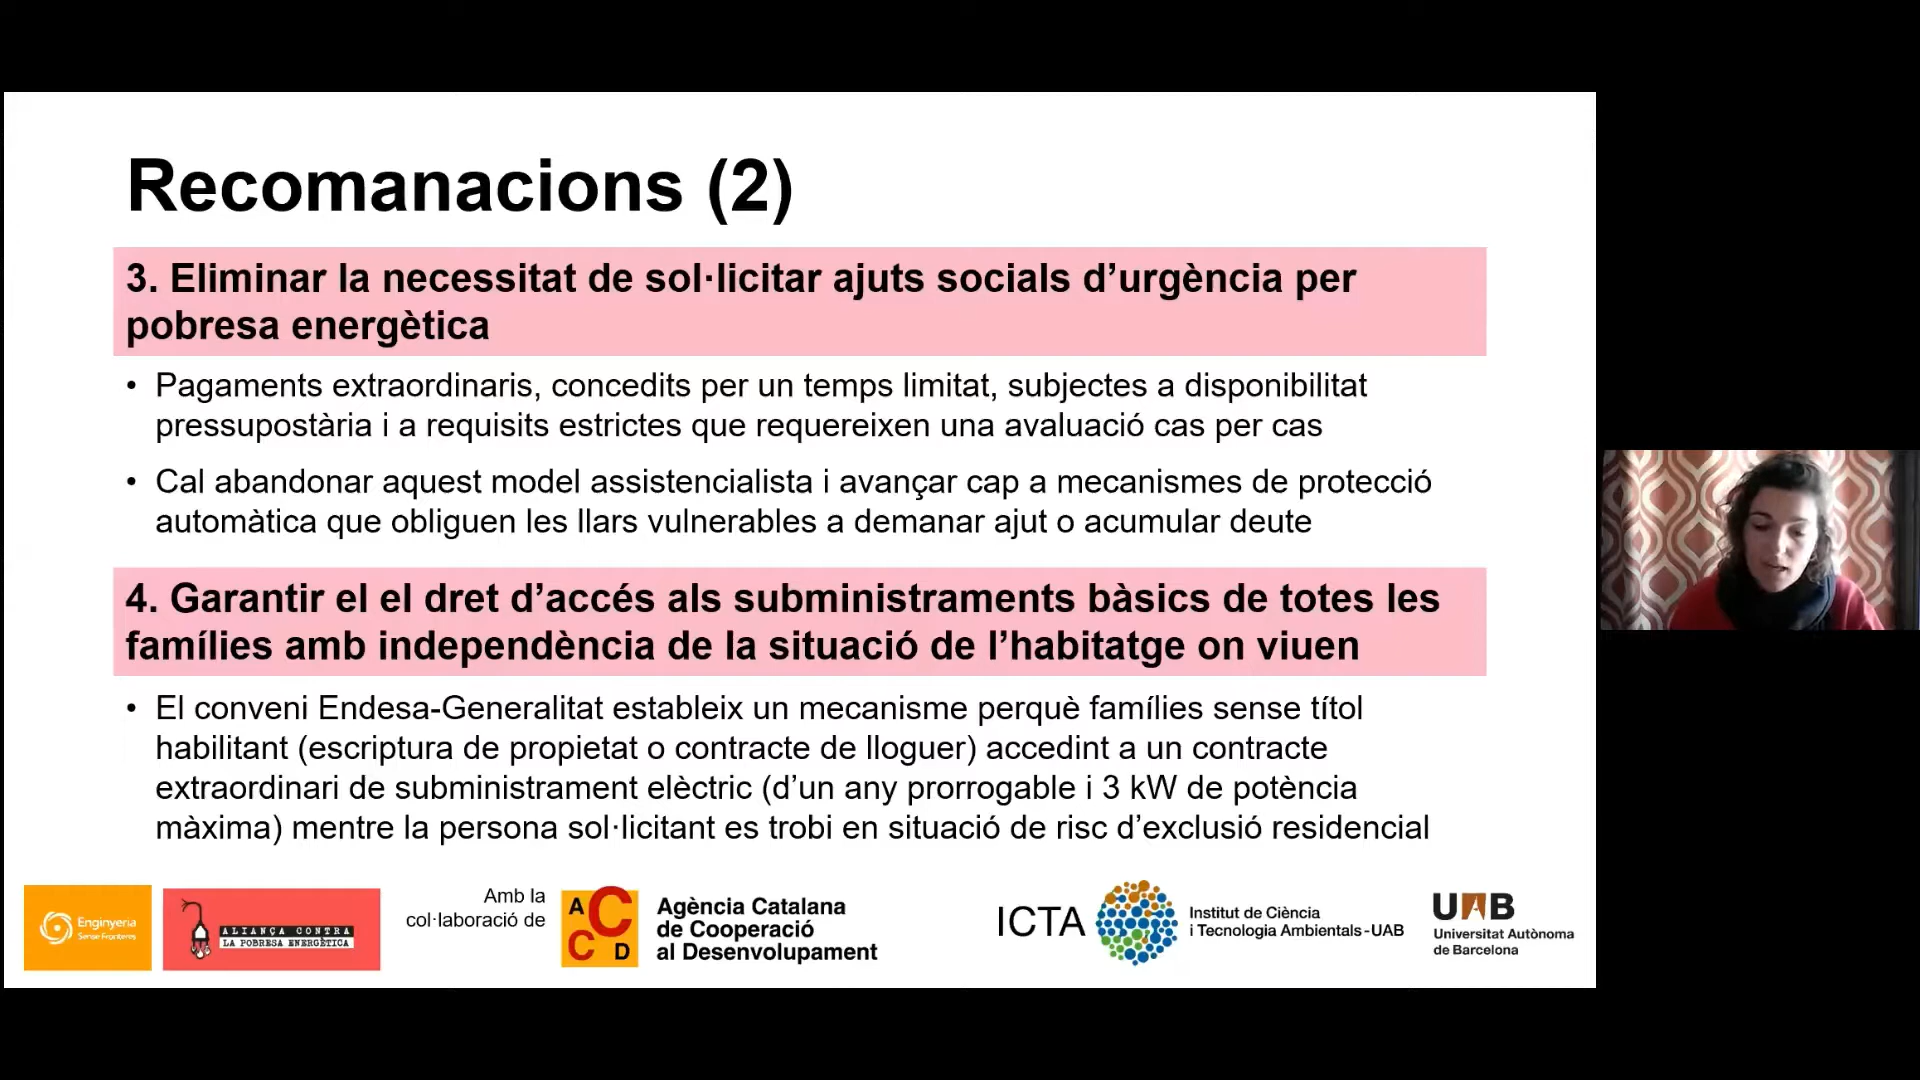 Recomanacions (2)
3. Eliminar la necessitat de sol·licitar ajuts socials d’urgència per
pobresa energètica
• Pagaments extraordinaris, concedits per un temps limitat, subjectes a disponibilitat
pressupostària i a requisits estrictes que requereixen una avaluació cas per cas
• Cal abandonar aquest model assistencialista i avançar cap a mecanismes de protecció
automàtica que obliguen les llars vulnerables a demanar ajut o acumular deute
4. Garantir el el dret d’accés als subministraments bàsics de totes les
famílies amb independència de la situació de l’habitatge on viuen
• El conveni Endesa-Generalitat estableix un mecanisme perquè famílies sense títol
habilitant (escriptura de propietat o contracte de lloguer) accedint a un contracte
extraordinari de subministrament elèctric (d’un any prorrogable i 3 kW de potència
màxima) mentre la persona sol·licitant es trobi en situació de risc d’exclusió residencial
Enginyeria
Sense Fronteres
ALIANÇA CONTRA
LA POBRESA ENERGÈTICA
Amb la
col·laboració de
ACCD
Agència Catalana
de Cooperació
al Desenvolupament
ICTA
Institut de Ciència
i Tecnologia Ambientals-UAB
UAB
Universitat Autònoma
de Barcelona